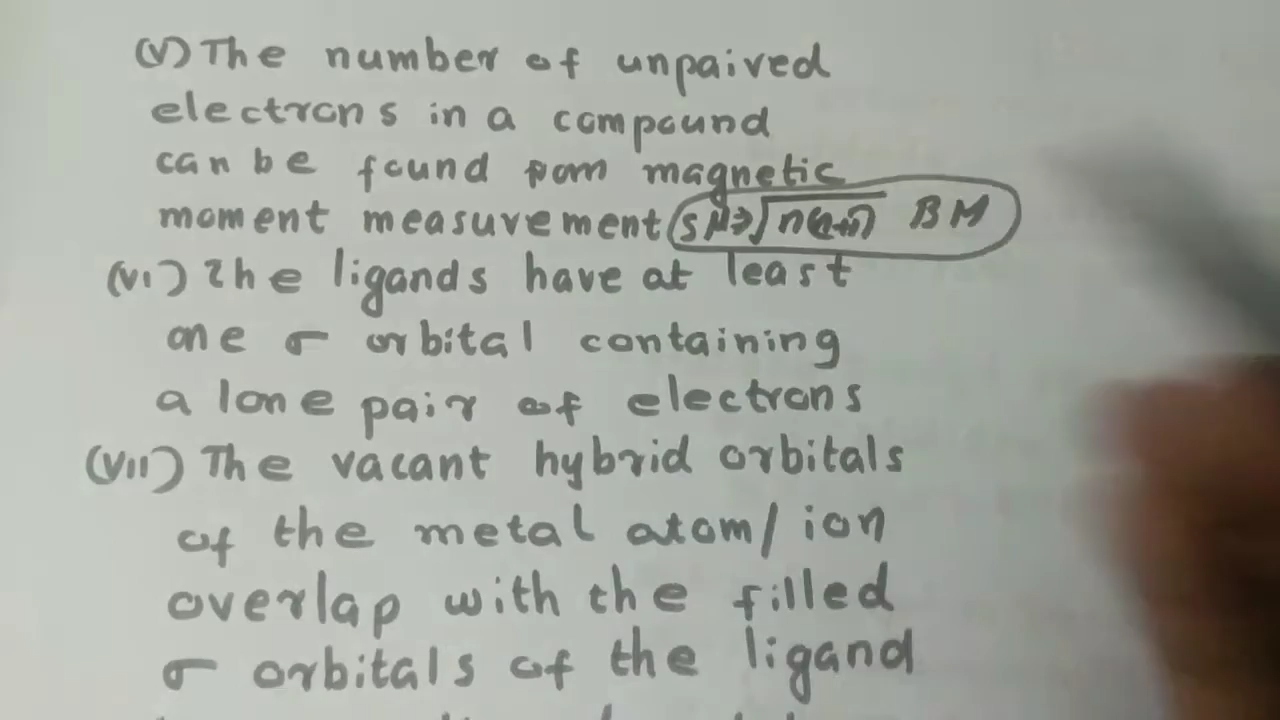 (V) The number of unpaired
electrons in a compound
can be found from magnetic
moment measurement √n(n+2) BM
(VI) The ligands have at least
one σ orbital containing
a lone pair of electrons
(VII) The vacant hybrid orbitals
of the metal atom/ion
overlap with the filled
σ orbitals of the ligand